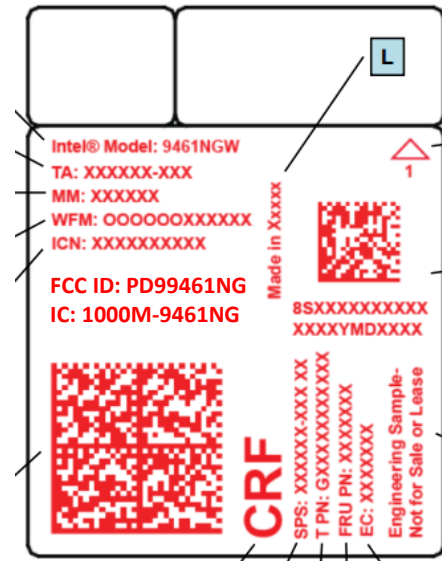 L
Intel® Model: 9461NGW
TA: XXXXXX-XXX
MM: XXXXXX
WFM: OOOOOOXXXXXX
ICN: XXXXXXXXXX
FCC ID: PD99461NG
IC: 1000M-9461NG
Made in Xxxxx
1
8SXXXXXXXXXX
XXXXYMDXXXX
CRF
SPS: XXXXXX-XXX XX
T PN: GXXXXXXXXXXX
FRU PN: XXXXXXX
EC: XXXXXXX
Engineering Sample-
Not for Sale or Lease